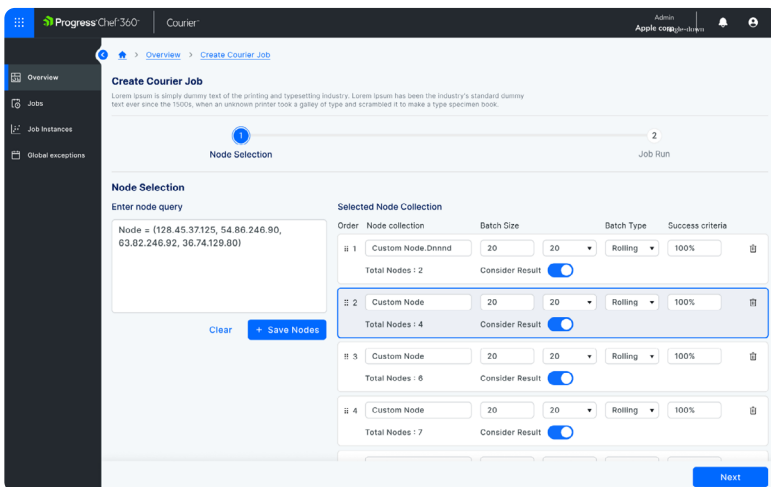 Progress® Chef®360™
Courier™
Admin
Apple corp
angle-down
Overview > Create Courier Job
Overview
Jobs
Job Instances
Global exceptions
Create Courier Job
Lorem Ipsum is simply dummy text of the printing and typesetting industry. Lorem Ipsum has been the industry's standard dummy
text ever since the 1500s, when an unknown printer took a galley of type and scrambled it to make a type specimen book.
1
Node Selection
2
Job Run
Node Selection
Enter node query
Node = (128.45.37.125, 54.86.246.90,
63.82.246.92, 36.74.129.80)
Clear
+ Save Nodes
Selected Node Collection
Order Node collection Batch Size Batch Type Success criteria
1 Custom Node.Dnnnd 20 20 Rolling 100%
Total Nodes : 2 Consider Result
2 Custom Node 20 20 Rolling 100%
Total Nodes : 4 Consider Result
3 Custom Node 20 20 Rolling 100%
Total Nodes : 6 Consider Result
4 Custom Node 20 20 Rolling 100%
Total Nodes : 7 Consider Result
Next